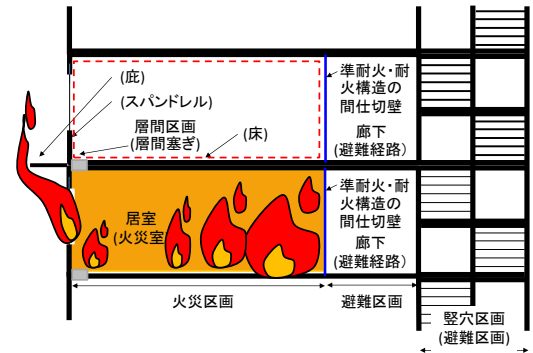 (庇)
(スパンドレル)
層間区画
(層間塞ぎ)
(床)
準耐火・耐
火構造の
間仕切壁
廊下
(避難経路)
居室
(火災室)
準耐火・耐
火構造の
間仕切壁
廊下
(避難経路)
火災区画
避難区画
竪穴区画
(避難区画)